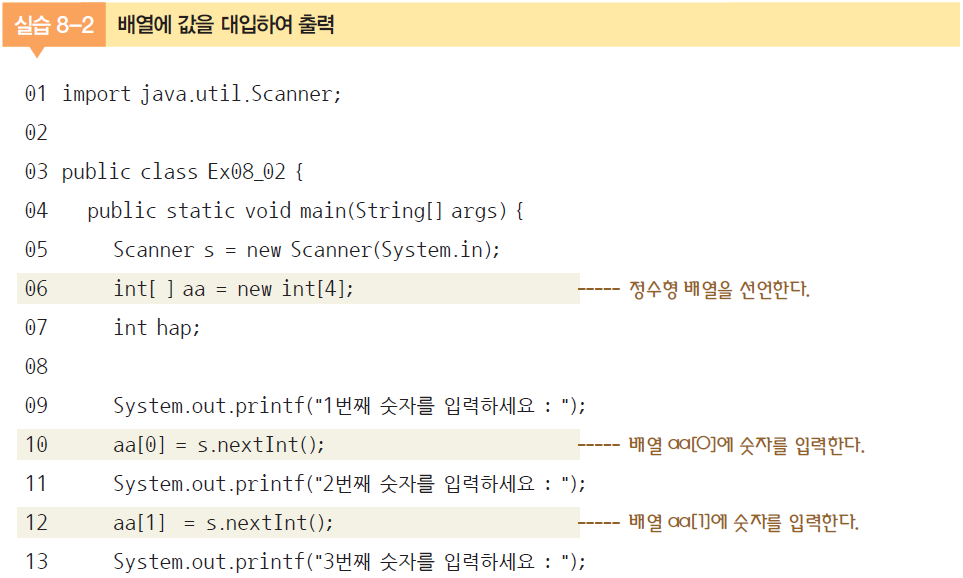 실습 8-2 배열에 값을 대입하여 출력
01 import java.util.Scanner;
02
03 public class Ex08_02 {
04 public static void main(String[] args) {
05 Scanner s = new Scanner(System.in);
06 int[ ] aa = new int[4]; ----- 정수형 배열을 선언한다.
07 int hap;
08
09 System.out.printf("1번째 숫자를 입력하세요 : ");
10 aa[0] = s.nextInt(); ----- 배열 aa[0]에 숫자를 입력한다.
11 System.out.printf("2번째 숫자를 입력하세요 : ");
12 aa[1] = s.nextInt(); ----- 배열 aa[1]에 숫자를 입력한다.
13 System.out.printf("3번째 숫자를 입력하세요 : ");